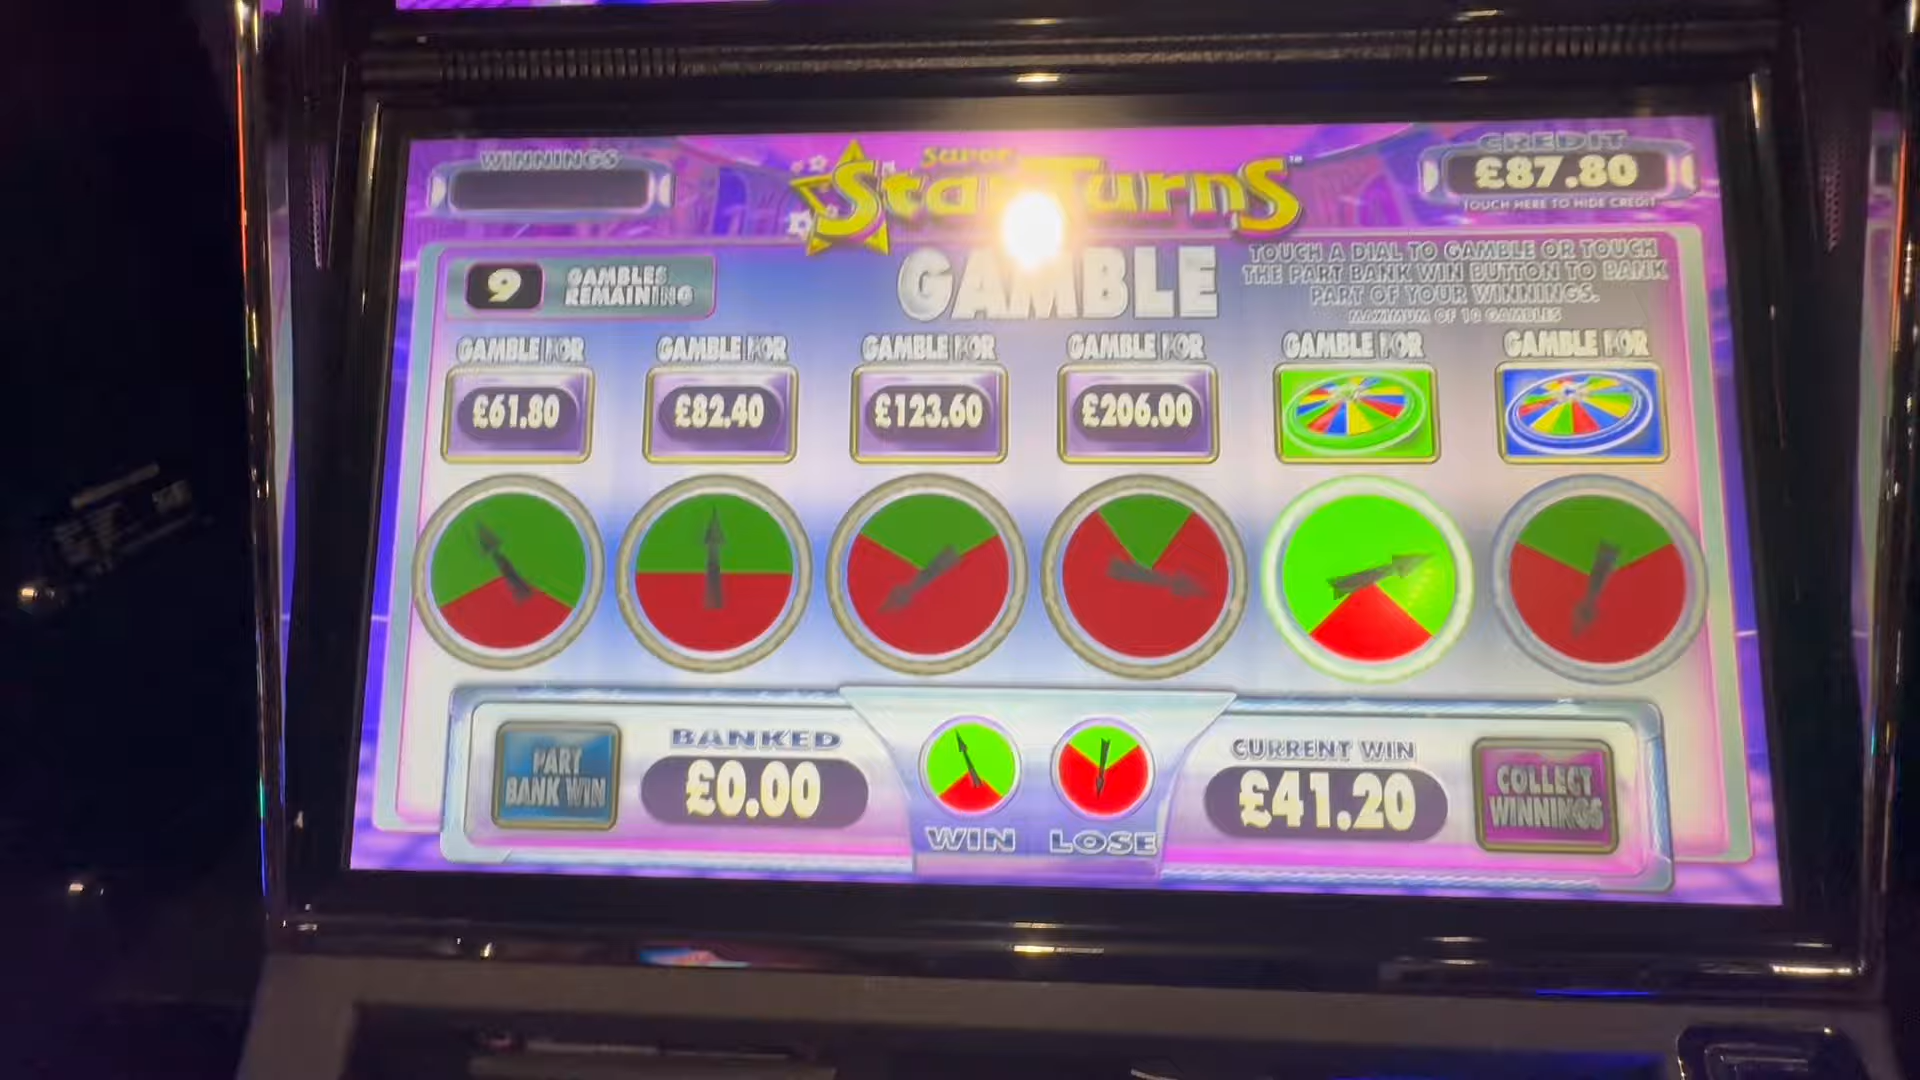 WINNINGS
SUPER
StarTurnS™
CREDIT
£87.80
TOUCH HERE TO HIDE CREDIT
9
GAMBLES
REMAINING
GAMBLE
TOUCH A DIAL TO GAMBLE OR TOUCH
THE PART BANK WIN BUTTON TO BANK
PART OF YOUR WINNINGS.
MAXIMUM OF 10 GAMBLES
GAMBLE FOR
£61.80
GAMBLE FOR
£82.40
GAMBLE FOR
£123.60
GAMBLE FOR
£206.00
GAMBLE FOR
GAMBLE FOR
PART
BANK WIN
BANKED
£0.00
WIN
LOSE
CURRENT WIN
£41.20
COLLECT
WINNINGS